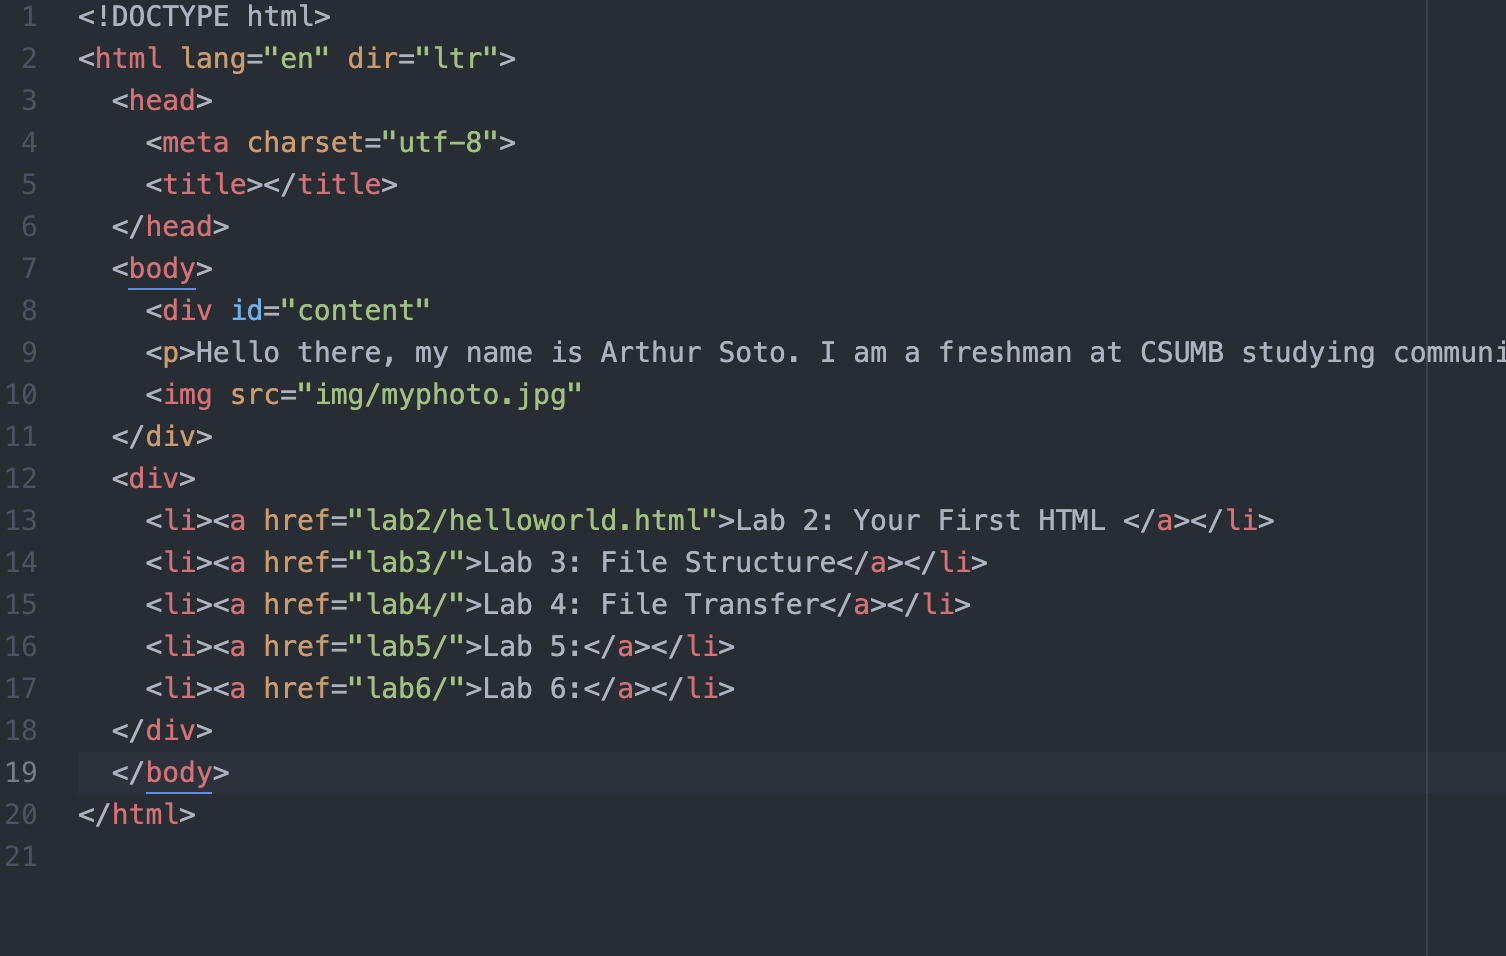 1 <!DOCTYPE html>
2 <html lang="en" dir="ltr">
3   <head>
4     <meta charset="utf-8">
5     <title></title>
6   </head>
7   <body>
8     <div id="content"
9     <p>Hello there, my name is Arthur Soto. I am a freshman at CSUMB studying communi
10     <img src="img/myphoto.jpg"
11   </div>
12   <div>
13     <li><a href="lab2/helloworld.html">Lab 2: Your First HTML </a></li>
14     <li><a href="lab3/">Lab 3: File Structure</a></li>
15     <li><a href="lab4/">Lab 4: File Transfer</a></li>
16     <li><a href="lab5/">Lab 5:</a></li>
17     <li><a href="lab6/">Lab 6:</a></li>
18   </div>
19   </body>
20 </html>
21